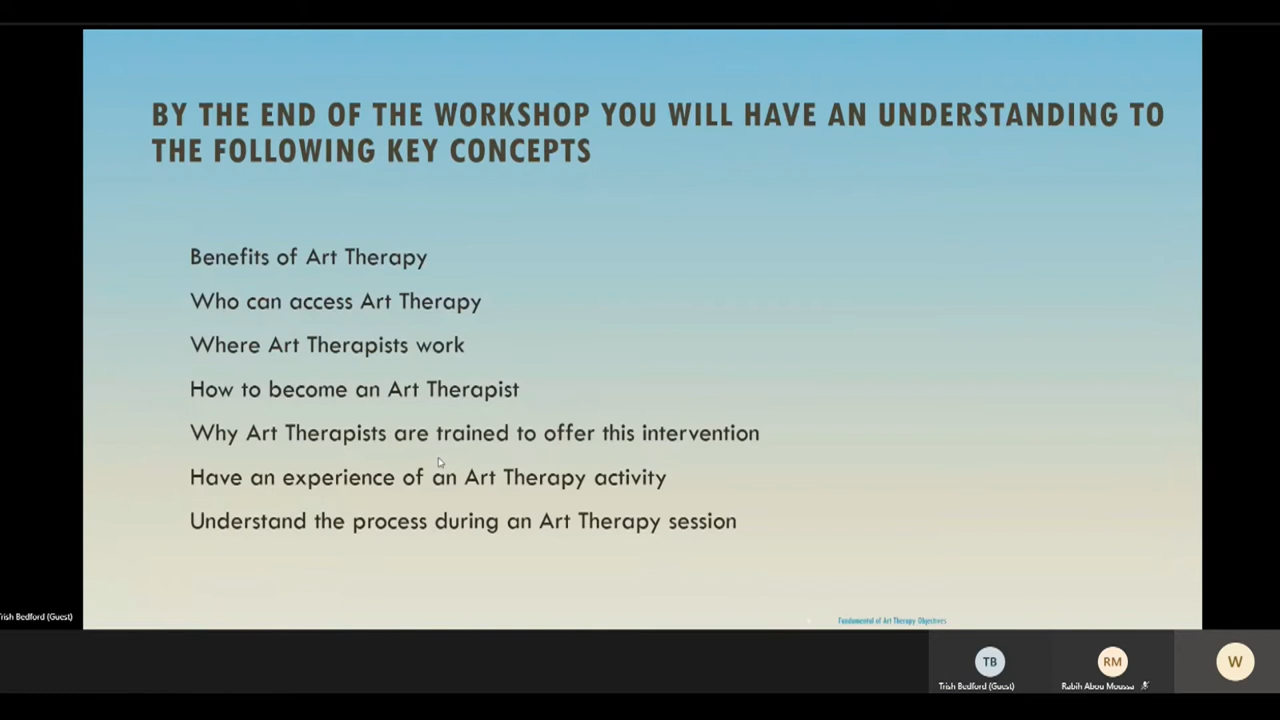 BY THE END OF THE WORKSHOP YOU WILL HAVE AN UNDERSTANDING TO
THE FOLLOWING KEY CONCEPTS
Benefits of Art Therapy
Who can access Art Therapy
Where Art Therapists work
How to become an Art Therapist
Why Art Therapists are trained to offer this intervention
Have an experience of an Art Therapy activity
Understand the process during an Art Therapy session
Trish Bedford (Guest)
Fundamental of Art Therapy Objectives
TB
RM
W
Trish Bedford (Guest)
Rabih Abou Moussa